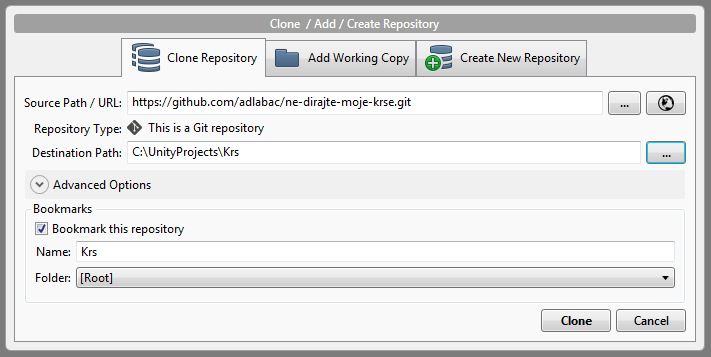 Clone / Add / Create Repository
Clone Repository
Add Working Copy
Create New Repository
Source Path / URL: https://github.com/adlabac/ne-dirajte-moje-krse.git ...
Repository Type: This is a Git repository
Destination Path: C:\UnityProjects\Krs ...
Advanced Options
Bookmarks
Bookmark this repository
Name: Krs
Folder: [Root]
Clone Cancel